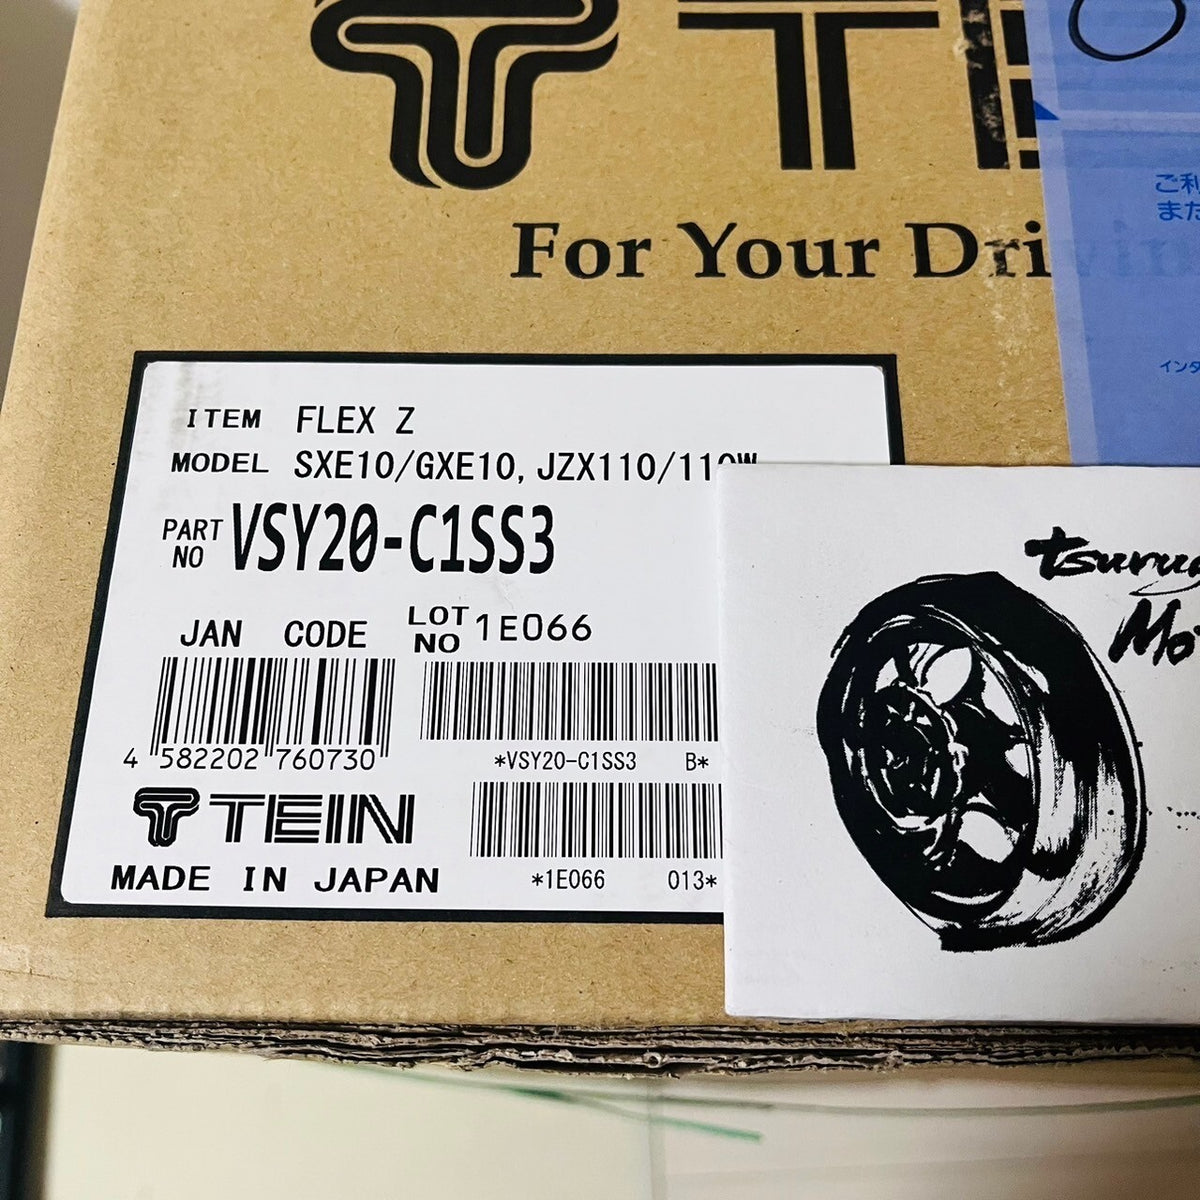 For Your Dri
ご利
また
インタ
ITEM FLEX Z
MODEL SXE10/GXE10, JZX110/110W
PART NO VSY20-C1SS3
JAN CODE LOT NO 1E066
4 582202 760730
*VSY20-C1SS3 B*
TEIN
*1E066 013*
MADE IN JAPAN